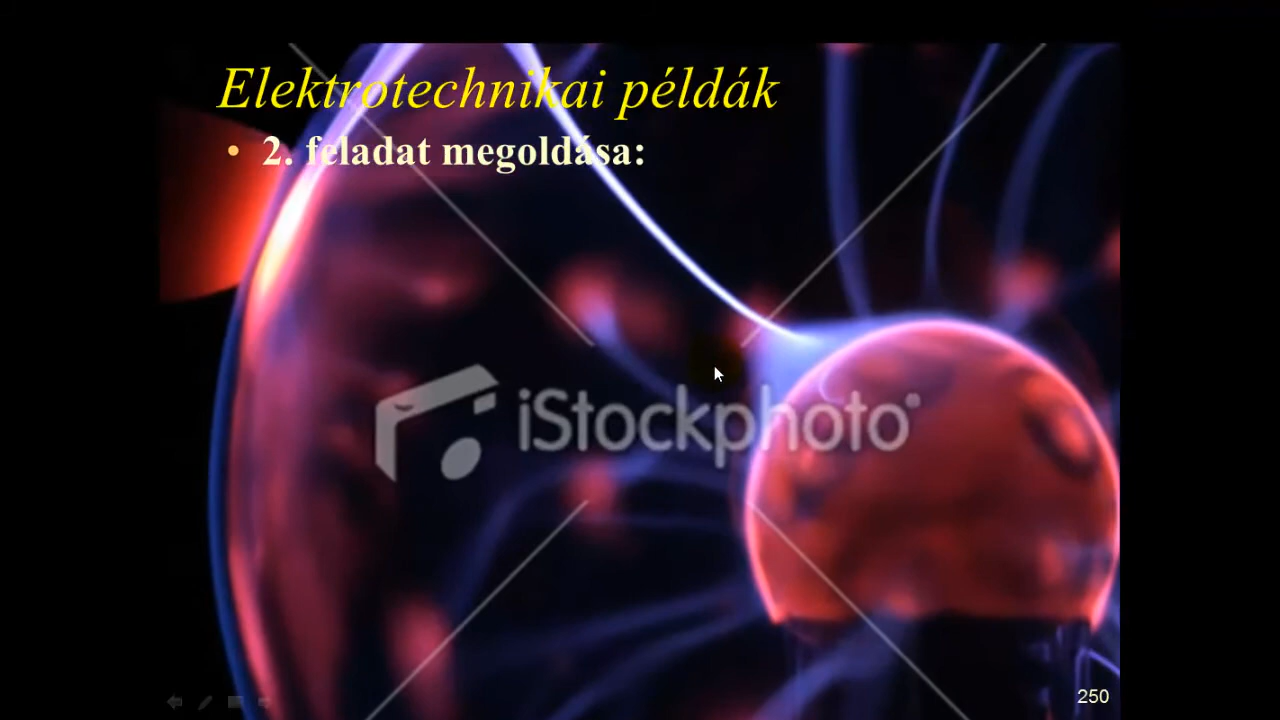 Elektrotechnikai példák
• 2. feladat megoldása:
iStockphoto®
250